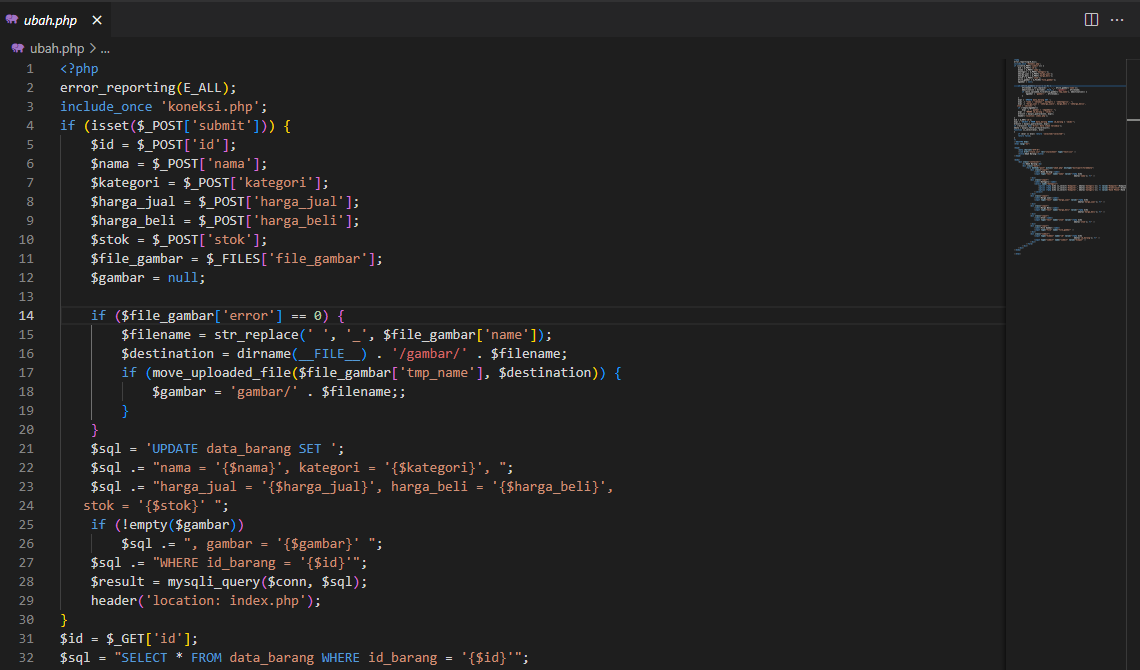 ubah.php ×
ubah.php > ...
1 <?php
2 error_reporting(E_ALL);
3 include_once 'koneksi.php';
4 if (isset($_POST['submit'])) {
5     $id = $_POST['id'];
6     $nama = $_POST['nama'];
7     $kategori = $_POST['kategori'];
8     $harga_jual = $_POST['harga_jual'];
9     $harga_beli = $_POST['harga_beli'];
10     $stok = $_POST['stok'];
11     $file_gambar = $_FILES['file_gambar'];
12     $gambar = null;
13
14     if ($file_gambar['error'] == 0) {
15         $filename = str_replace(' ', '_', $file_gambar['name']);
16         $destination = dirname(__FILE__) . '/gambar/' . $filename;
17         if (move_uploaded_file($file_gambar['tmp_name'], $destination)) {
18             $gambar = 'gambar/' . $filename;;
19         }
20     }
21     $sql = 'UPDATE data_barang SET ';
22     $sql .= "nama = '{$nama}', kategori = '{$kategori}', ";
23     $sql .= "harga_jual = '{$harga_jual}', harga_beli = '{$harga_beli}',
24    stok = '{$stok}' ";
25     if (!empty($gambar))
26         $sql .= ", gambar = '{$gambar}' ";
27     $sql .= "WHERE id_barang = '{$id}'";
28     $result = mysqli_query($conn, $sql);
29     header('location: index.php');
30 }
31 $id = $_GET['id'];
32 $sql = "SELECT * FROM data_barang WHERE id_barang = '{$id}'";